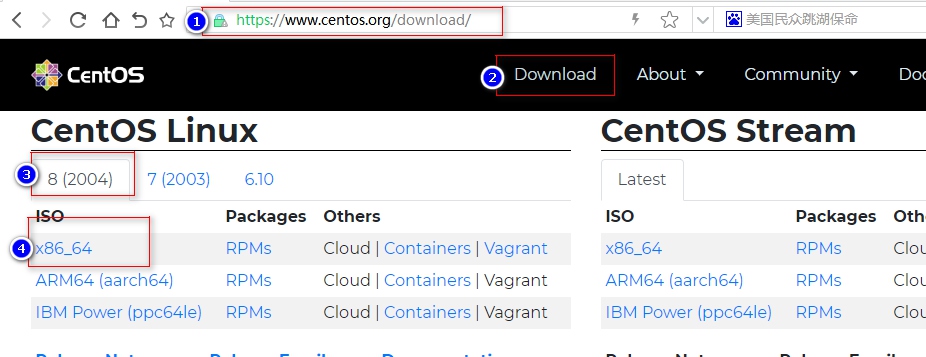 1 https://www.centos.org/download/ 美国民众跳湖保命
CentOS 2 Download About Community Doc
CentOS Linux CentOS Stream
3 8 (2004) 7 (2003) 6.10 Latest
ISO Packages Others ISO Packages Othe
4 x86_64 RPMs Cloud | Containers | Vagrant x86_64 RPMs Clou
ARM64 (aarch64) RPMs Cloud | Containers | Vagrant ARM64 (aarch64) RPMs Clou
IBM Power (ppc64le) RPMs Cloud | Containers | Vagrant IBM Power (ppc64le) RPMs Clou